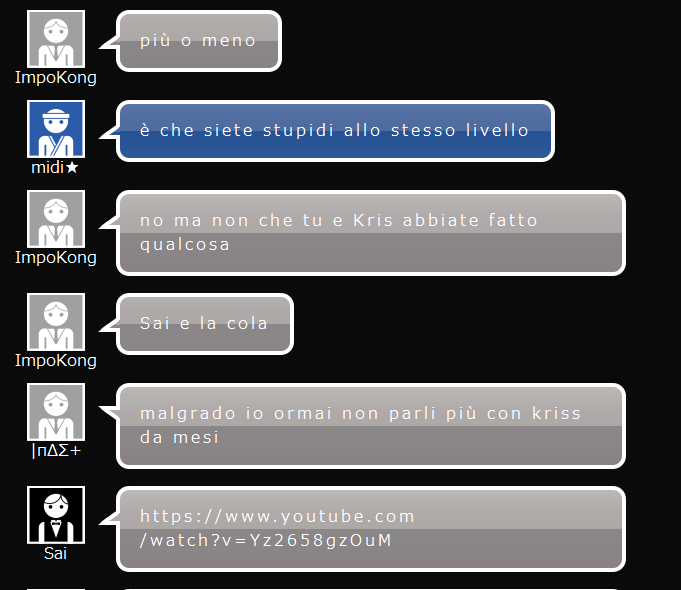 più o meno
ImpoKong
è che siete stupidi allo stesso livello
midi★
no ma non che tu e Kris abbiate fatto
qualcosa
ImpoKong
Sai e la cola
ImpoKong
malgrado io ormai non parli più con kriss
da mesi
|πΔΣ+
https://www.youtube.com
/watch?v=Yz2658gzOuM
Sai